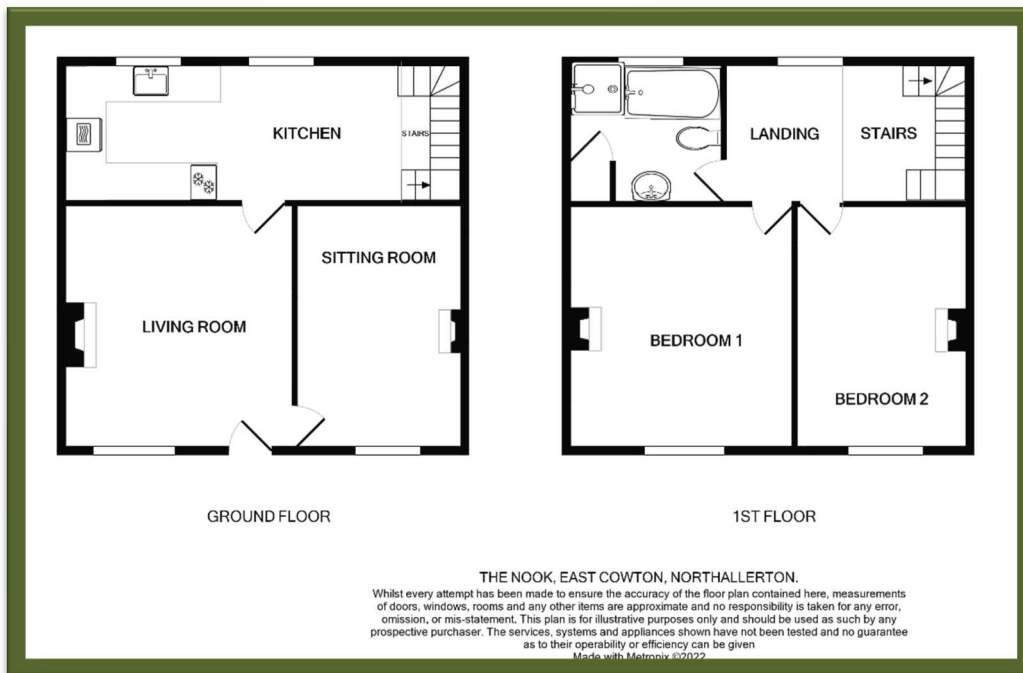 KITCHEN
STAIRS
SITTING ROOM
LIVING ROOM
GROUND FLOOR
LANDING
STAIRS
BEDROOM 1
BEDROOM 2
1ST FLOOR
THE NOOK, EAST COWTON, NORTHALLERTON.
Whilst every attempt has been made to ensure the accuracy of the floor plan contained here, measurements
of doors, windows, rooms and any other items are approximate and no responsibility is taken for any error,
omission, or mis-statement. This plan is for illustrative purposes only and should be used as such by any
prospective purchaser. The services, systems and appliances shown have not been tested and no guarantee
as to their operability or efficiency can be given
Made with Metropix ©2022